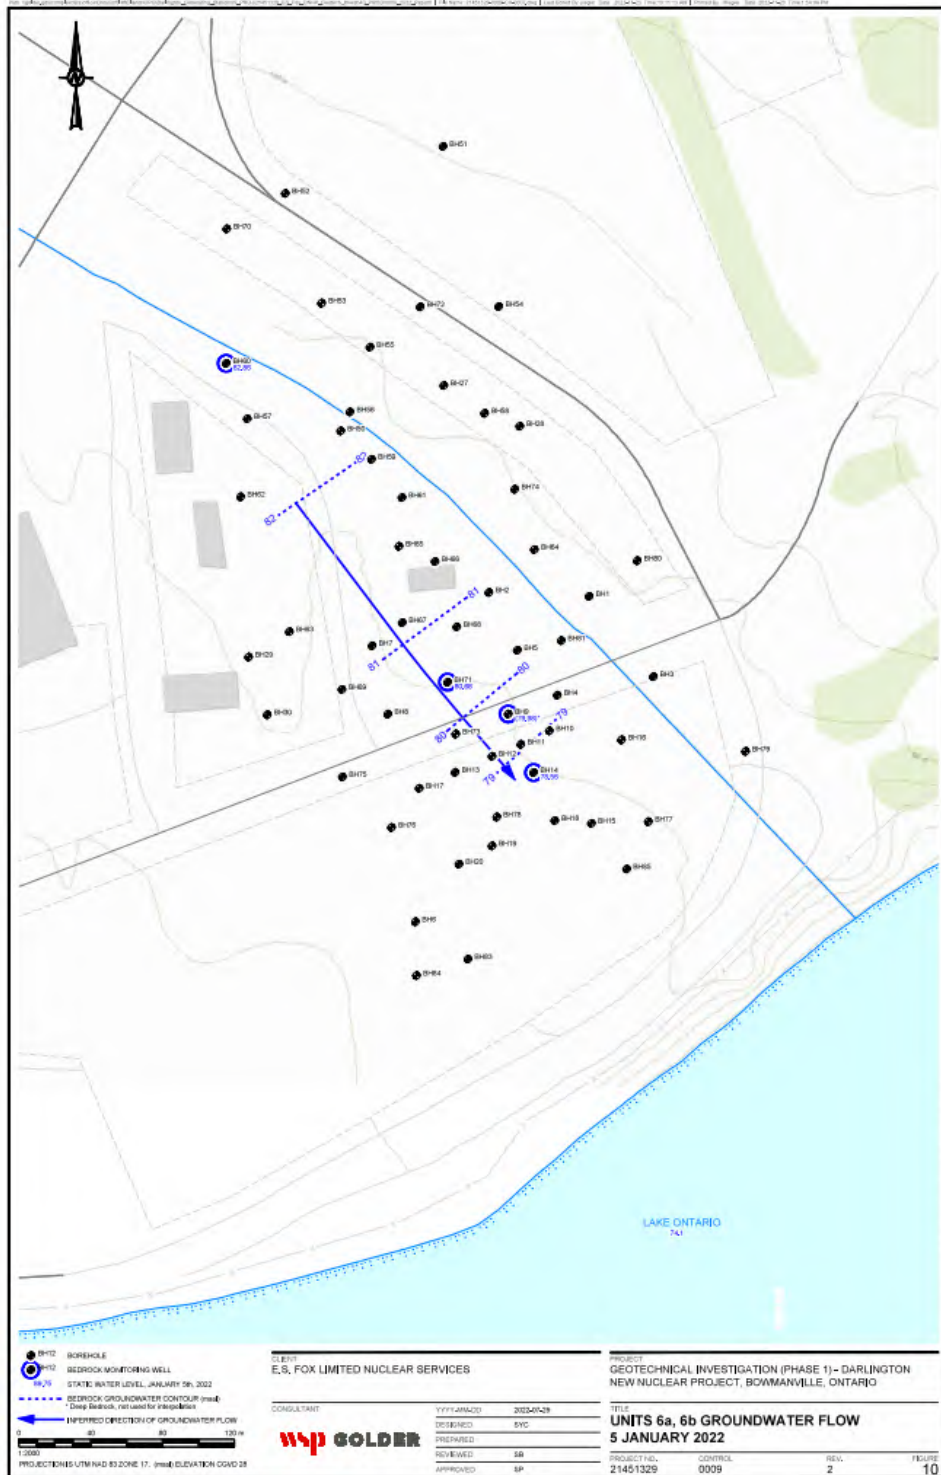 N
BH51
BH52
BH70
BH53
BH72
BH54
BH55
BH60
82.86
BH27
BH57
BH56
BH58
BH28
BH50
82
BH59
BH62
BH61
BH74
82
BH65
BH64
BH66
BH80
81
BH2
BH1
BH67
BH68
BH63
BH81
BH7
BH5
BH29
81
80
BH71
80.66
BH3
BH69
BH4
BH30
BH8
BH9
79
80
BH73
BH10
BH16
BH11
BH79
BH12
BH13
BH14
79
BH75
BH17
BH78
BH76
BH18
BH15
BH77
BH19
BH20
BH85
BH6
BH83
BH84
LAKE ONTARIO
74.1
BH12 BOREHOLE
BH12 BEDROCK MONITORING WELL
STATIC WATER LEVEL, JANUARY 5th, 2022
BEDROCK GROUNDWATER CONTOUR (masl)
* Deep Bedrock, not used for interpolation
INFERRED DIRECTION OF GROUNDWATER FLOW
0 40 80 120 m
1:2000
PROJECTION IS UTM NAD 83 ZONE 17, (masl) ELEVATION CGVD 28
CLIENT
E.S. FOX LIMITED NUCLEAR SERVICES
CONSULTANT
WSP GOLDER
YYYY-MM-DD 2022-07-29
DESIGNED SYC
PREPARED
REVIEWED SB
APPROVED SP
PROJECT
GEOTECHNICAL INVESTIGATION (PHASE 1) – DARLINGTON
NEW NUCLEAR PROJECT, BOWMANVILLE, ONTARIO
TITLE
UNITS 6a, 6b GROUNDWATER FLOW
5 JANUARY 2022
PROJECT NO. CONTROL REV. FIGURE
21451329 0009 2 10